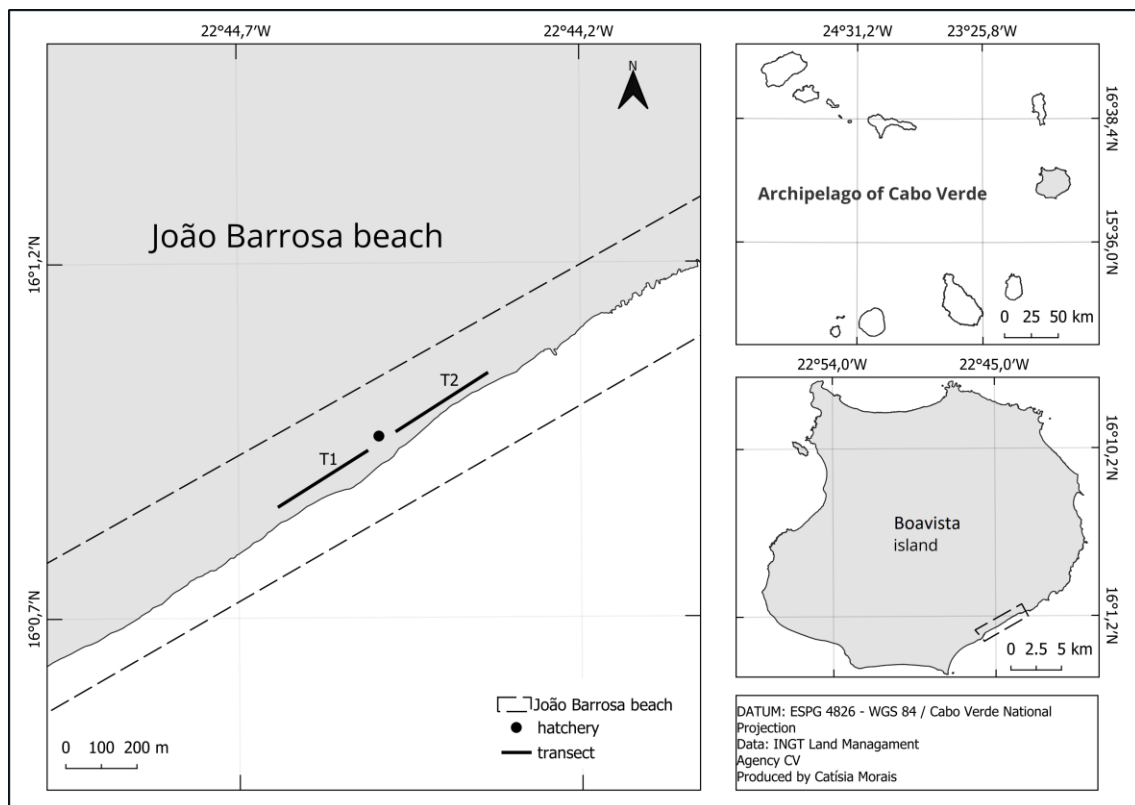 22°44,7’W 22°44,2’W
N
16°1,2’N
João Barrosa beach
T2
T1
16°0,7’N
João Barrosa beach
hatchery
transect
0 100 200 m
24°31,2’W 23°25,8’W
16°38,4’N
Archipelago of Cabo Verde
15°36,0’N
0 25 50 km
22°54,0’W 22°45,0’W
16°10,2’N
Boavista
island
16°1,2’N
0 2.5 5 km
DATUM: ESPG 4826 - WGS 84 / Cabo Verde National
Projection
Data: INGT Land Managament
Agency CV
Produced by Catísia Morais